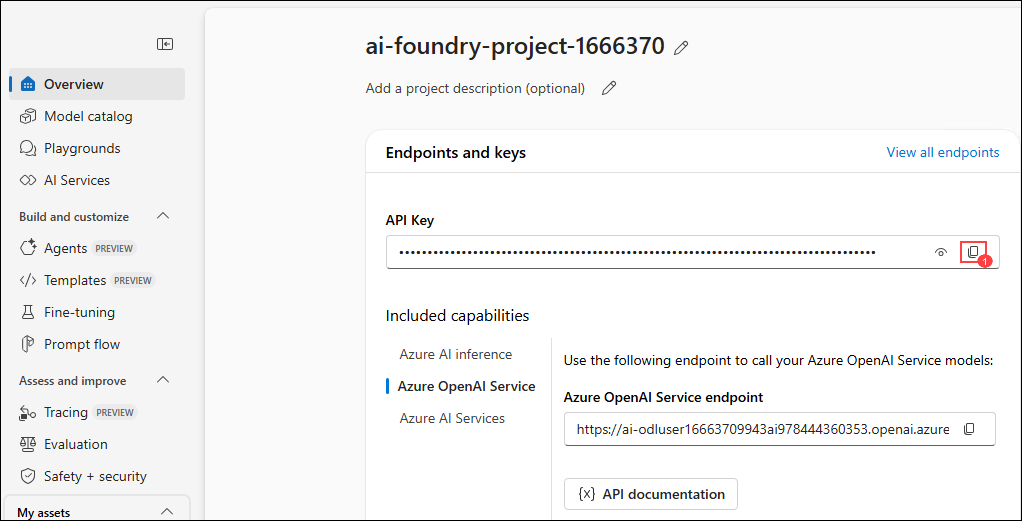 ai-foundry-project-1666370
Add a project description (optional)
Overview
Model catalog
Playgrounds
AI Services
Build and customize
Agents PREVIEW
Templates PREVIEW
Fine-tuning
Prompt flow
Assess and improve
Tracing PREVIEW
Evaluation
Safety + security
My assets
Endpoints and keys
View all endpoints
API Key
1
Included capabilities
Azure AI inference
Azure OpenAI Service
Azure AI Services
Use the following endpoint to call your Azure OpenAI Service models:
Azure OpenAI Service endpoint
https://ai-odluser16663709943ai978444360353.openai.azure
{x} API documentation